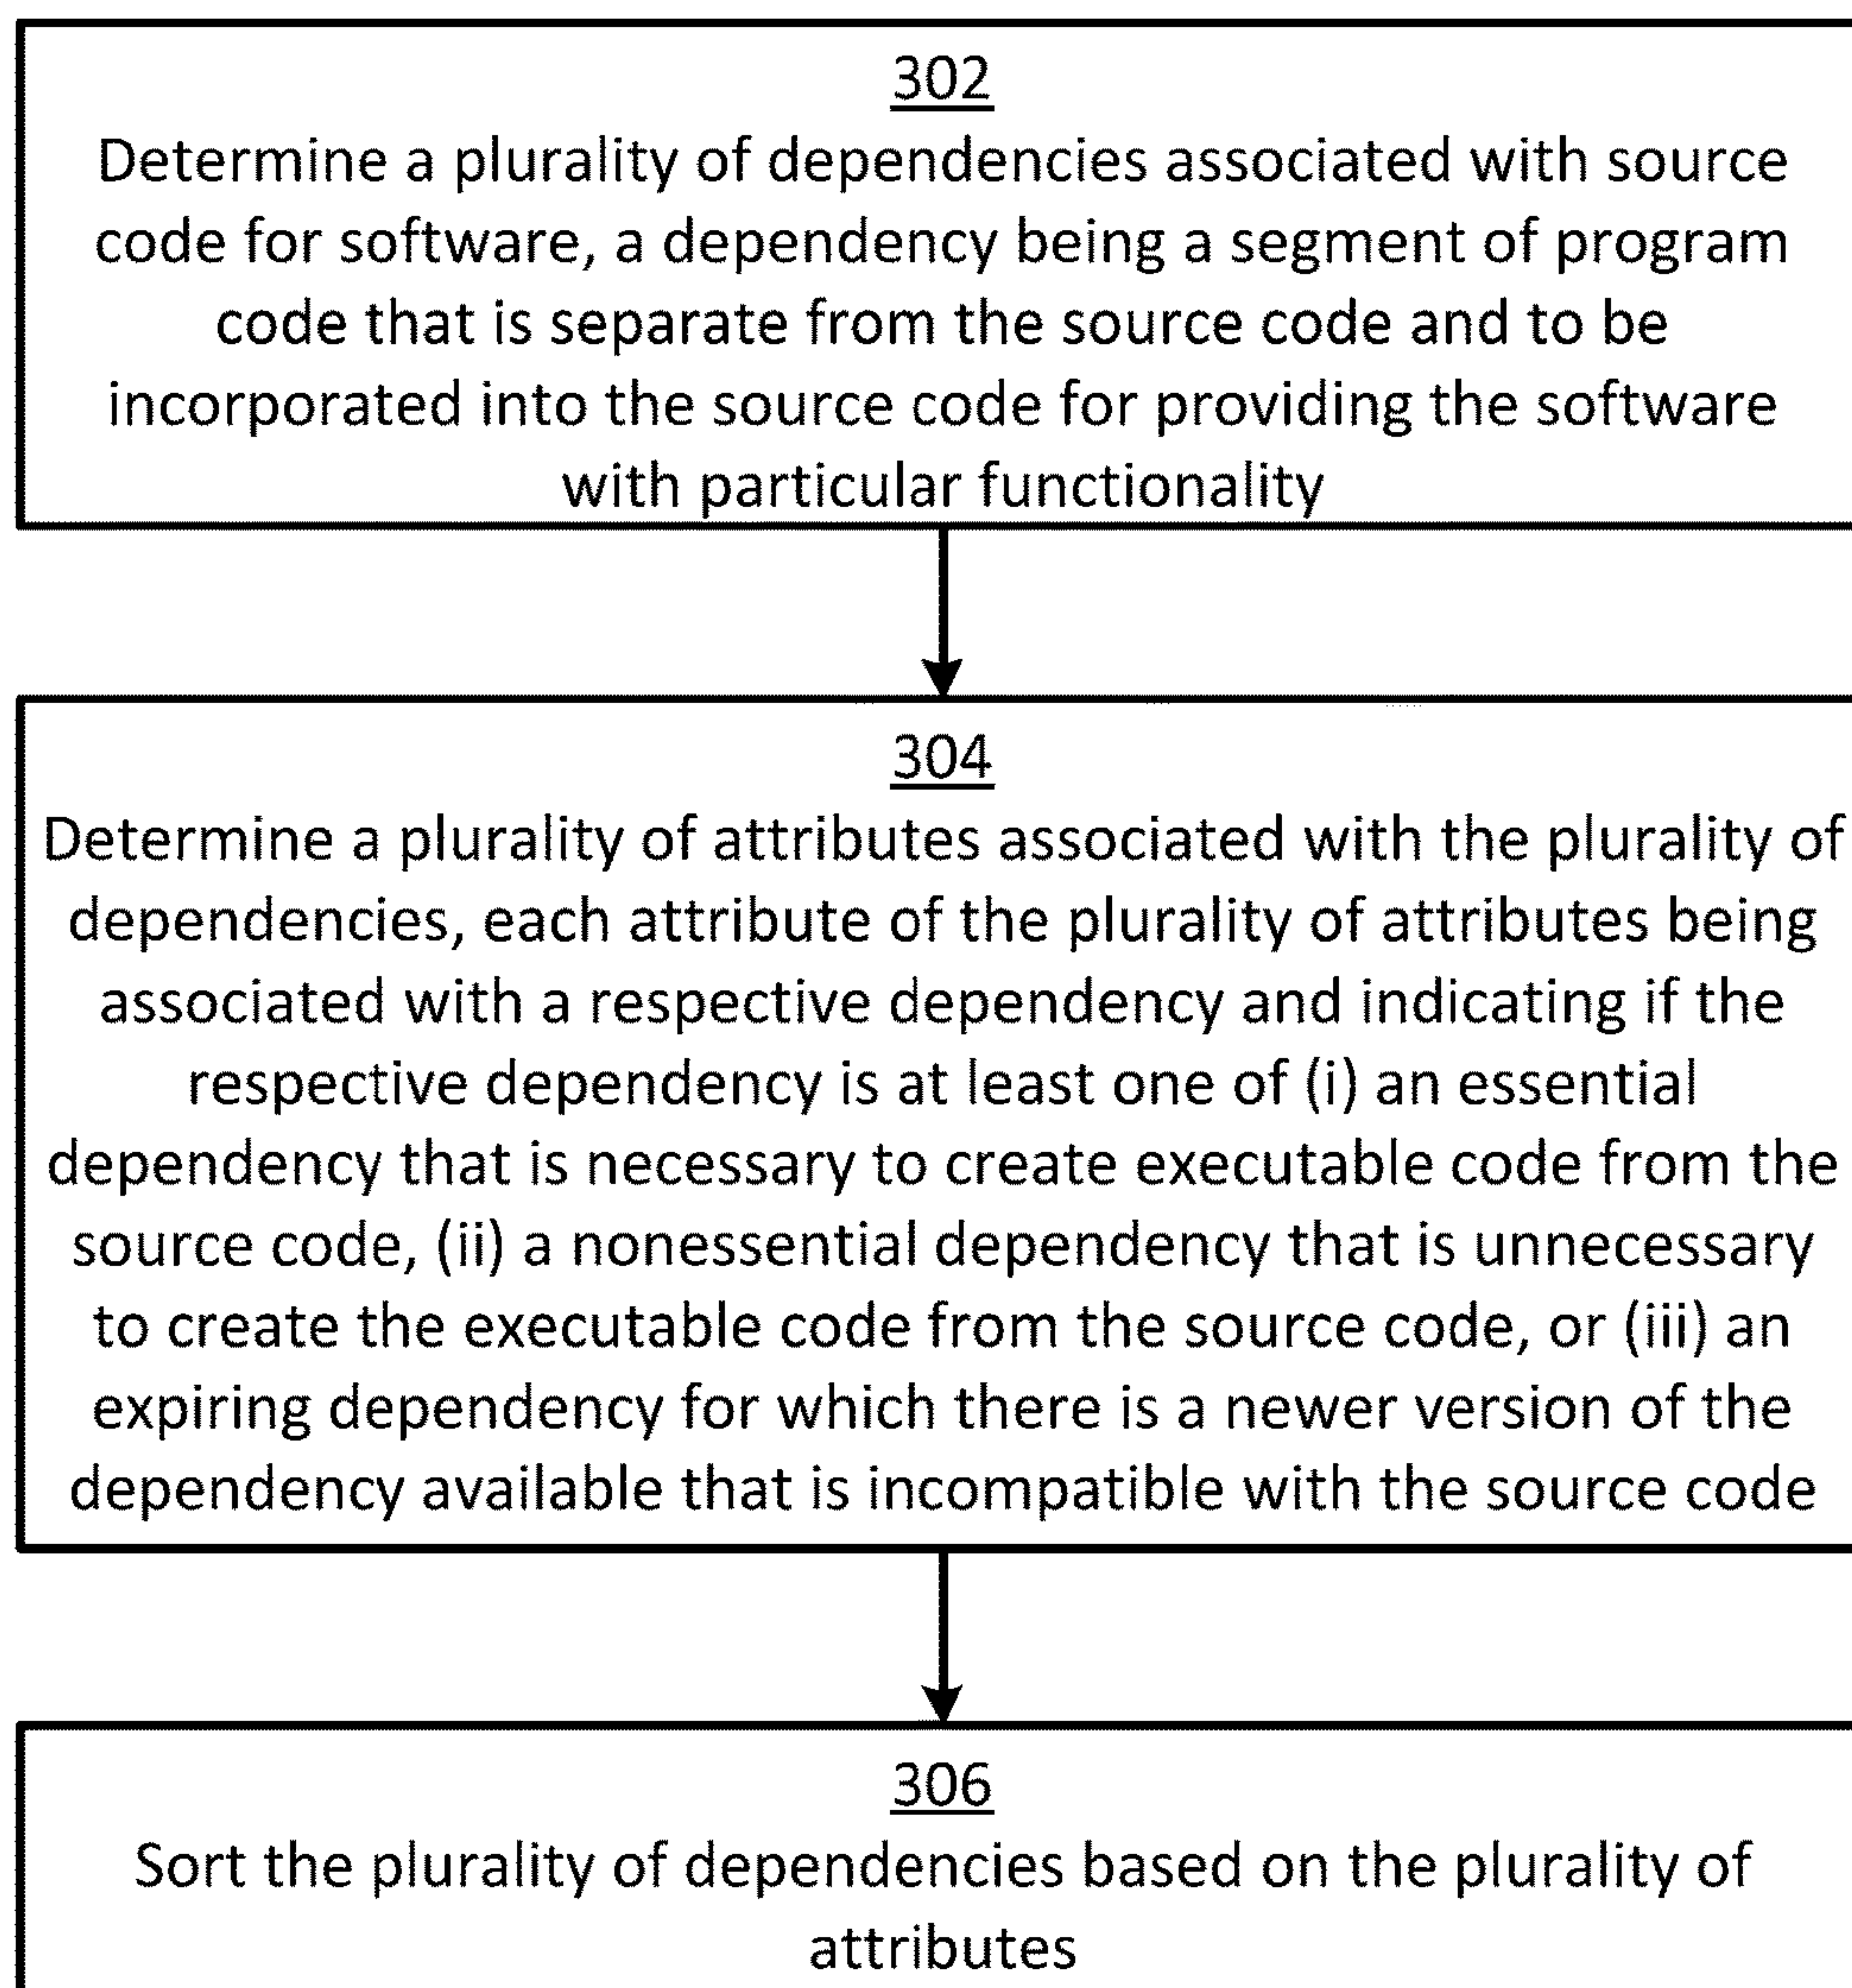 302
Determine a plurality of dependencies associated with source
code for software, a dependency being a segment of program
code that is separate from the source code and to be
incorporated into the source code for providing the software
with particular functionality
304
Determine a plurality of attributes associated with the plurality of
dependencies, each attribute of the plurality of attributes being
associated with a respective dependency and indicating if the
respective dependency is at least one of (i) an essential
dependency that is necessary to create executable code from the
source code, (ii) a nonessential dependency that is unnecessary
to create the executable code from the source code, or (iii) an
expiring dependency for which there is a newer version of the
dependency available that is incompatible with the source code
306
Sort the plurality of dependencies based on the plurality of
attributes